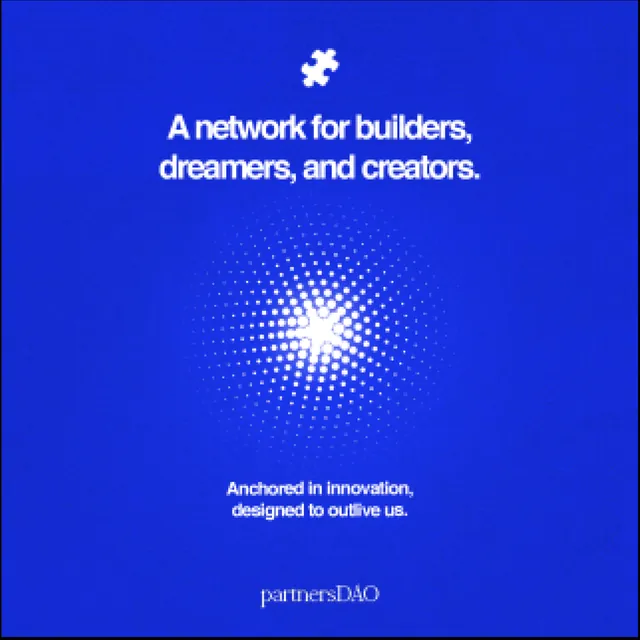 A network for builders,
dreamers, and creators.
Anchored in innovation,
designed to outlive us.
partnersDAO